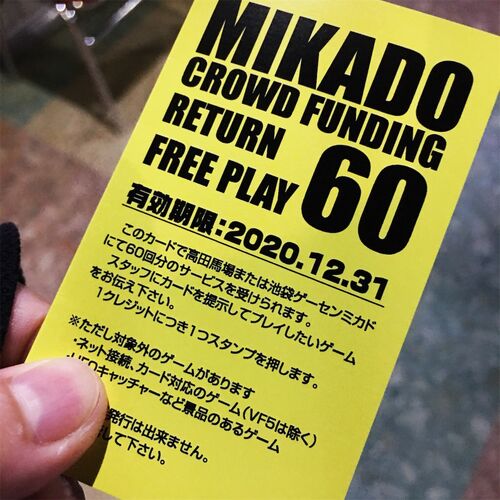 MIKADO
CROWD FUNDING
RETURN
FREE PLAY 60
有効期限:2020.12.31
このカードで高田馬場または池袋ゲーセンミカド
にて60回分のサービスを受けられます。
スタッフにカードを提示してプレイしたいゲーム
をお伝え下さい。
1クレジットにつき1つスタンプを押します。
※ただし対象外のゲームがあります
・ネット接続、カード対応のゲーム(VF5は除く)
・UFOキャッチャーなど景品のあるゲーム
発行は出来ません。
して下さい。